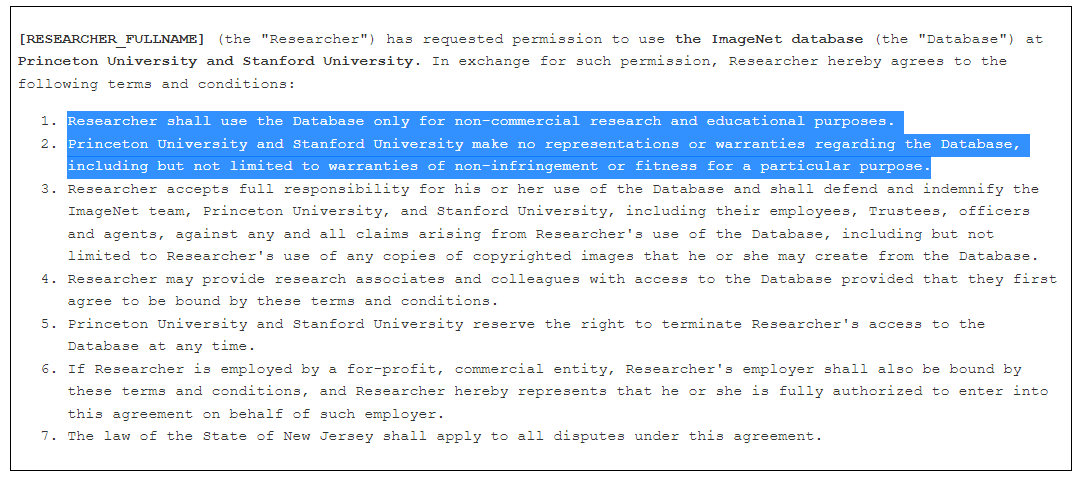 [RESEARCHER_FULLNAME] (the "Researcher") has requested permission to use the ImageNet database (the "Database") at
Princeton University and Stanford University. In exchange for such permission, Researcher hereby agrees to the
following terms and conditions:
1. Researcher shall use the Database only for non-commercial research and educational purposes.
2. Princeton University and Stanford University make no representations or warranties regarding the Database,
including but not limited to warranties of non-infringement or fitness for a particular purpose.
3. Researcher accepts full responsibility for his or her use of the Database and shall defend and indemnify the
ImageNet team, Princeton University, and Stanford University, including their employees, Trustees, officers
and agents, against any and all claims arising from Researcher's use of the Database, including but not
limited to Researcher's use of any copies of copyrighted images that he or she may create from the Database.
4. Researcher may provide research associates and colleagues with access to the Database provided that they first
agree to be bound by these terms and conditions.
5. Princeton University and Stanford University reserve the right to terminate Researcher's access to the
Database at any time.
6. If Researcher is employed by a for-profit, commercial entity, Researcher's employer shall also be bound by
these terms and conditions, and Researcher hereby represents that he or she is fully authorized to enter into
this agreement on behalf of such employer.
7. The law of the State of New Jersey shall apply to all disputes under this agreement.